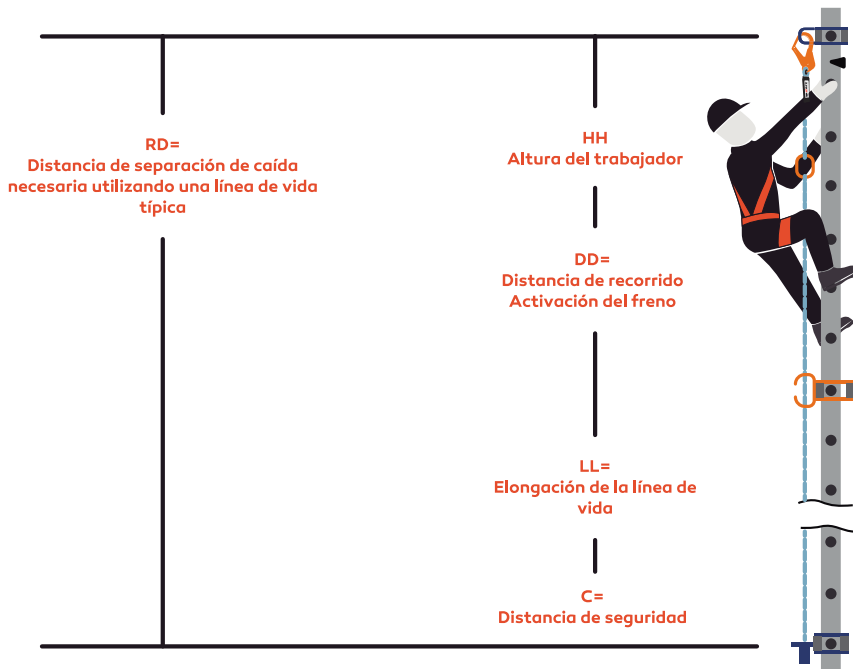 RD=
Distancia de separación de caída
necesaria utilizando una línea de vida
típica
HH
Altura del trabajador
DD=
Distancia de recorrido
Activación del freno
LL=
Elongación de la línea de
vida
C=
Distancia de seguridad